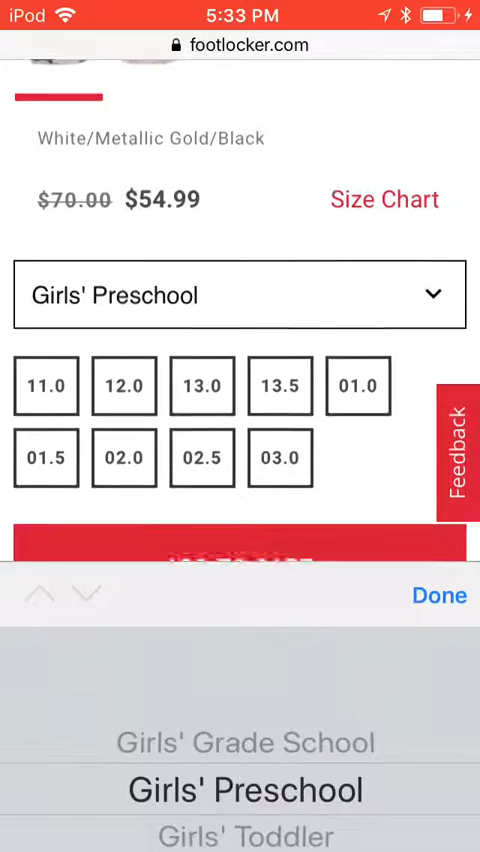 iPod 5:33 PM
footlocker.com
White/Metallic Gold/Black
$70.00 $54.99 Size Chart
Girls' Preschool
11.0 12.0 13.0 13.5 01.0
01.5 02.0 02.5 03.0
Feedback
Done
Girls' Grade School
Girls' Preschool
Girls' Toddler